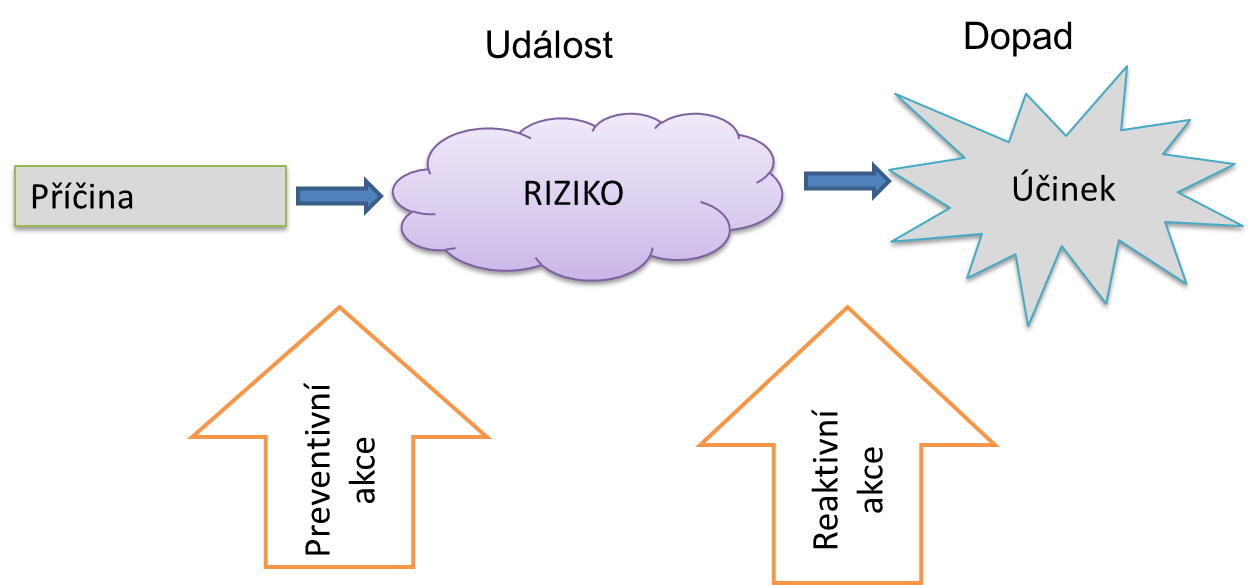 Událost
Dopad
Příčina
RIZIKO
Účinek
Preventivní
akce
Reaktivní
akce